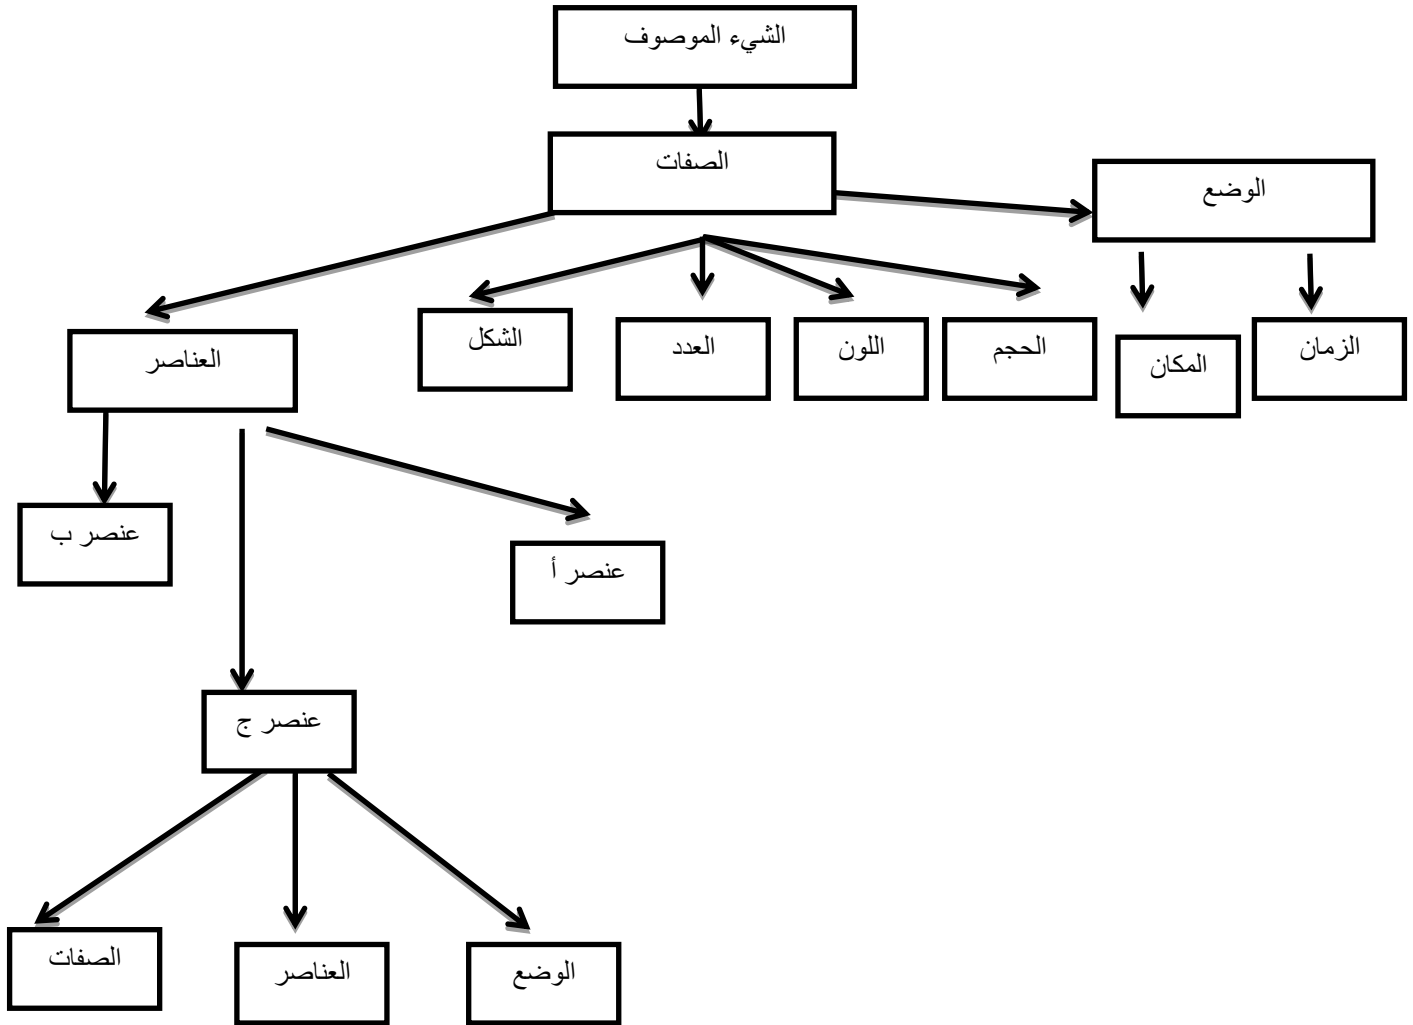 الشيء الموصوف
الصفات
الوضع
الزمان
المكان
الحجم
اللون
العدد
الشكل
العناصر
عنصر أ
عنصر ب
عنصر ج
الوضع
العناصر
الصفات